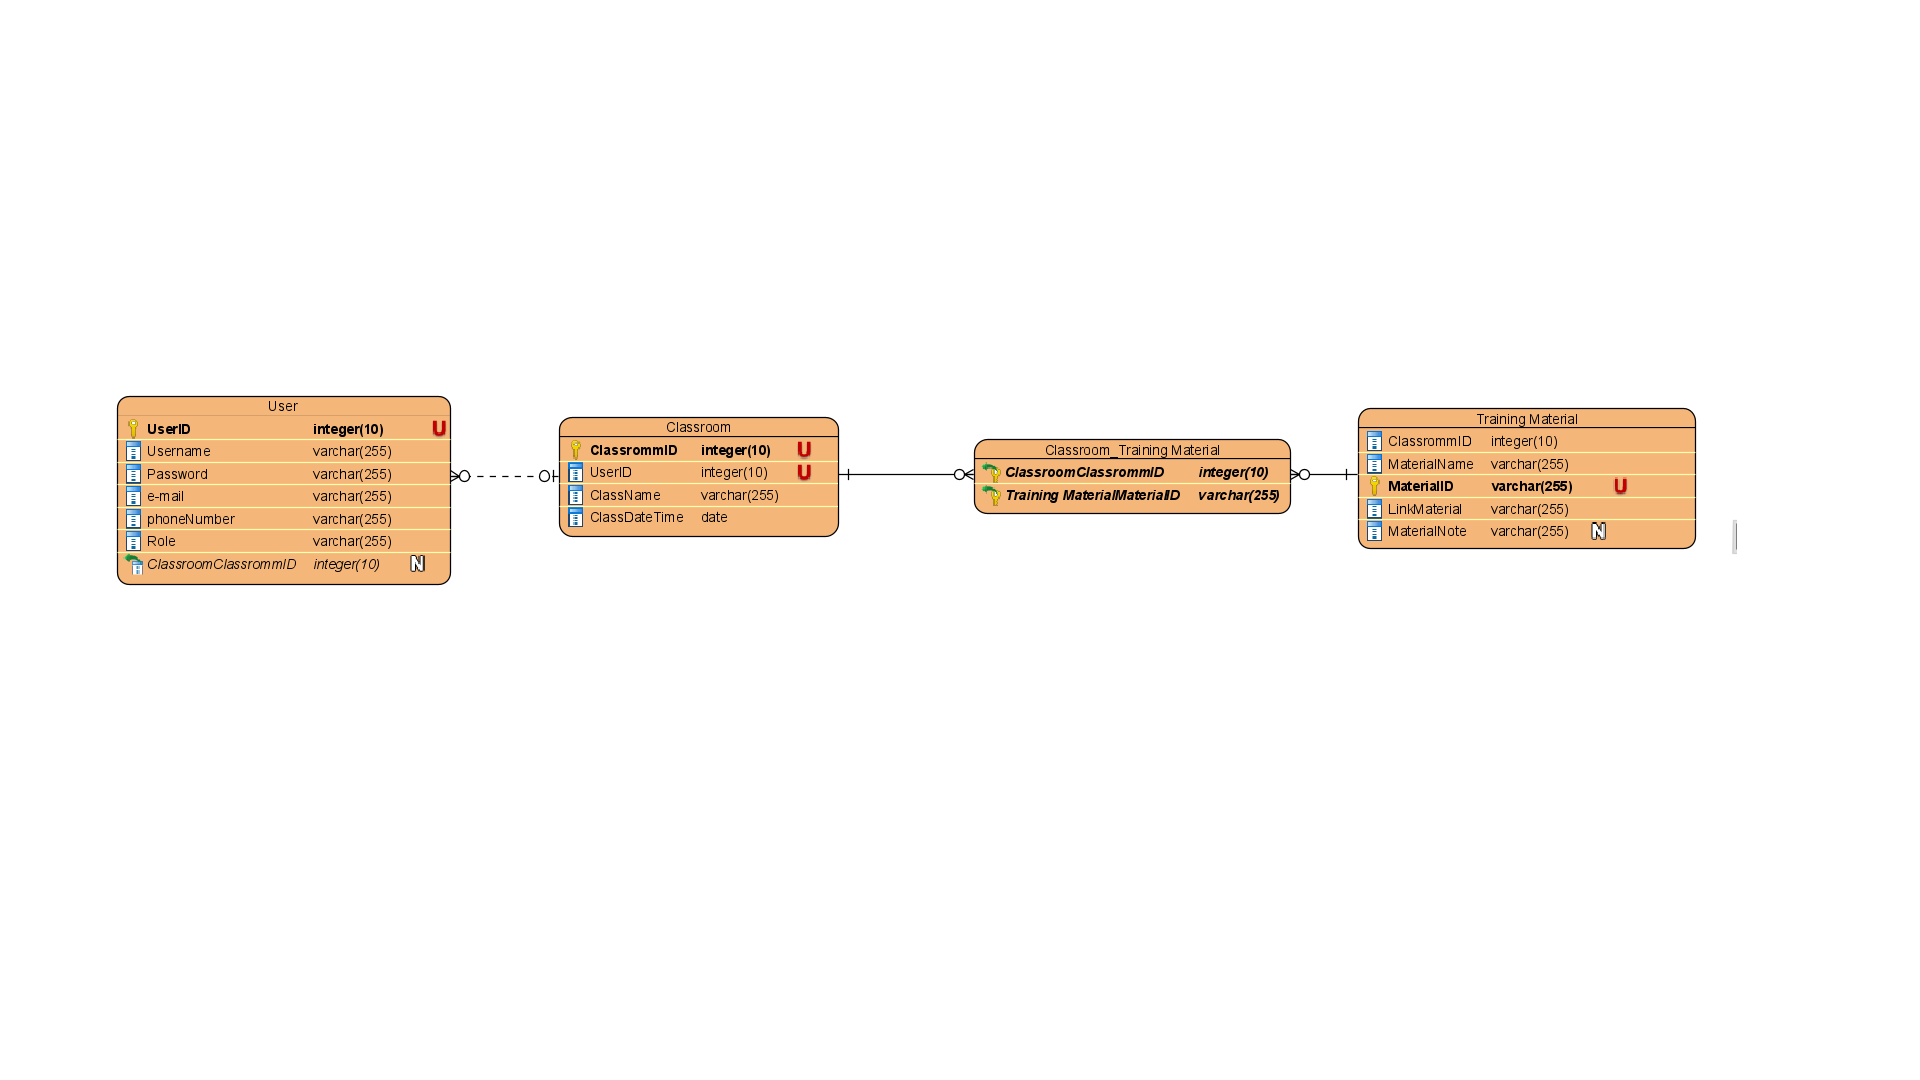 User
UserID integer(10) U
Username varchar(255)
Password varchar(255)
e-mail varchar(255)
phoneNumber varchar(255)
Role varchar(255)
ClassroomClassrommID integer(10) N
Classroom
ClassrommID integer(10) U
UserID integer(10) U
ClassName varchar(255)
ClassDateTime date
Classroom_Training Material
ClassroomClassrommID integer(10)
Training MaterialMaterialID varchar(255)
Training Material
ClassrommID integer(10)
MaterialName varchar(255)
MaterialID varchar(255) U
LinkMaterial varchar(255)
MaterialNote varchar(255) N